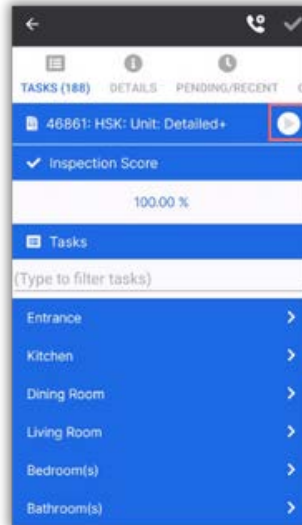 TASKS (188) DETAILS PENDING/RECENT
46861: HSK: Unit: Detailed+
Inspection Score
100.00 %
Tasks
(Type to filter tasks)
Entrance
Kitchen
Dining Room
Living Room
Bedroom(s)
Bathroom(s)